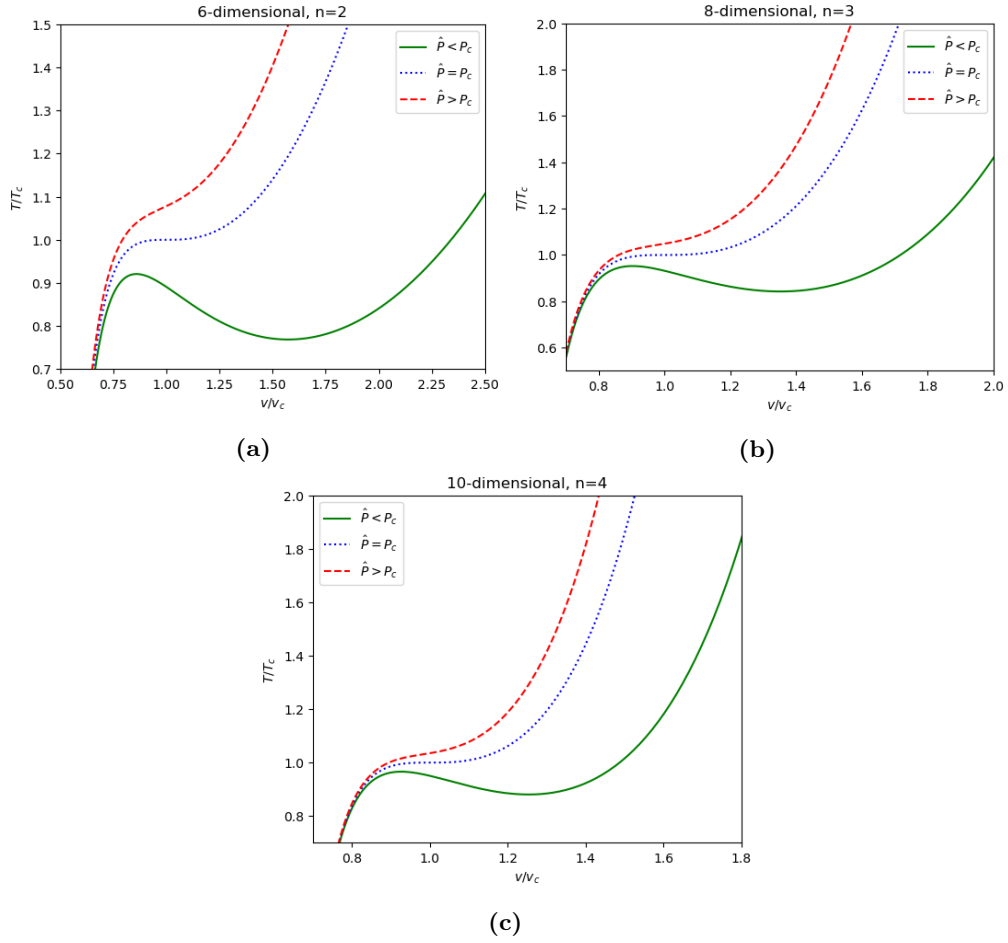 6-dimensional, n=2
1.5
1.4
1.3
1.2
1.1
1.0
0.9
0.8
0.7
T/T_c
P̂ < P_c
P̂ = P_c
P̂ > P_c
0.50 0.75 1.00 1.25 1.50 1.75 2.00 2.25 2.50
v/v_c
(a)
8-dimensional, n=3
2.0
1.8
1.6
1.4
1.2
1.0
0.8
0.6
T/T_c
P̂ < P_c
P̂ = P_c
P̂ > P_c
0.8 1.0 1.2 1.4 1.6 1.8 2.0
v/v_c
(b)
10-dimensional, n=4
2.0
1.8
1.6
1.4
1.2
1.0
0.8
T/T_c
P̂ < P_c
P̂ = P_c
P̂ > P_c
0.8 1.0 1.2 1.4 1.6 1.8
v/v_c
(c)